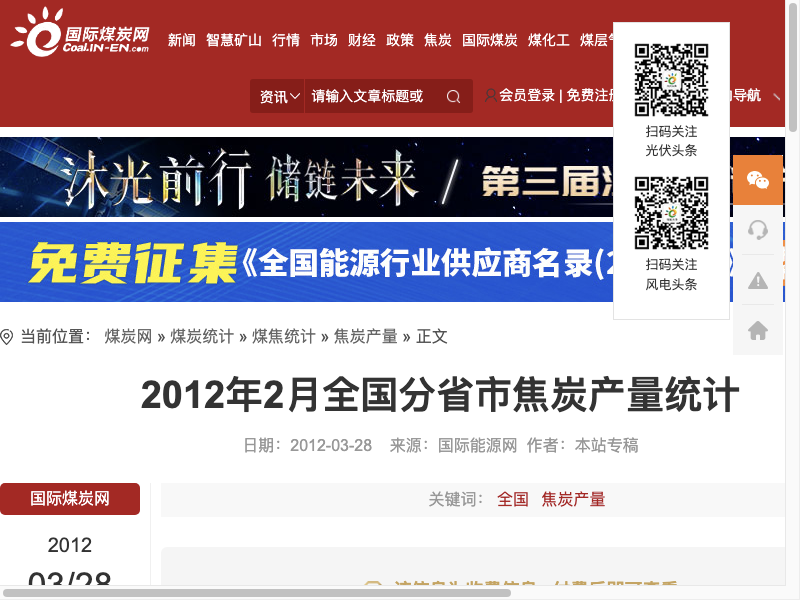 国际煤炭网
Coal.IN-EN.com
新闻 智慧矿山 行情 市场 财经 政策 焦炭 国际煤炭 煤化工 煤层
资讯 请输入文章标题或
会员登录 | 免费注
导航
扫码关注
光伏头条
扫码关注
风电头条
沐光前行 储链未来 / 第三届
免费征集《全国能源行业供应商名录(2
当前位置： 煤炭网 » 煤炭统计 » 煤焦统计 » 焦炭产量 » 正文
2012年2月全国分省市焦炭产量统计
日期：2012-03-28 来源：国际能源网 作者：本站专稿
国际煤炭网
关键词： 全国 焦炭产量
2012
03/28